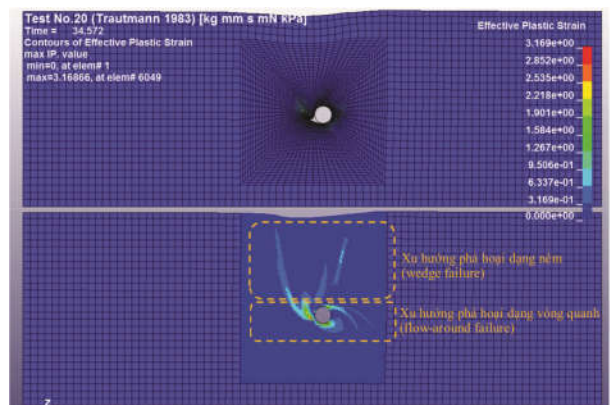 Test No.20 (Trautmann 1983) [kg mm s mN kPa]
Time = 34.572
Contours of Effective Plastic Strain
max IP. value
min=0, at elem# 1
max=3.16866, at elem# 6049
Effective Plastic Strain
3.169e+00
2.852e+00
2.535e+00
2.218e+00
1.901e+00
1.584e+00
1.267e+00
9.506e-01
6.337e-01
3.169e-01
0.000e+00
Xu hướng phá hoại dạng nêm
(wedge failure)
Xu hướng phá hoại dạng vòng quanh
(flow-around failure)
Z